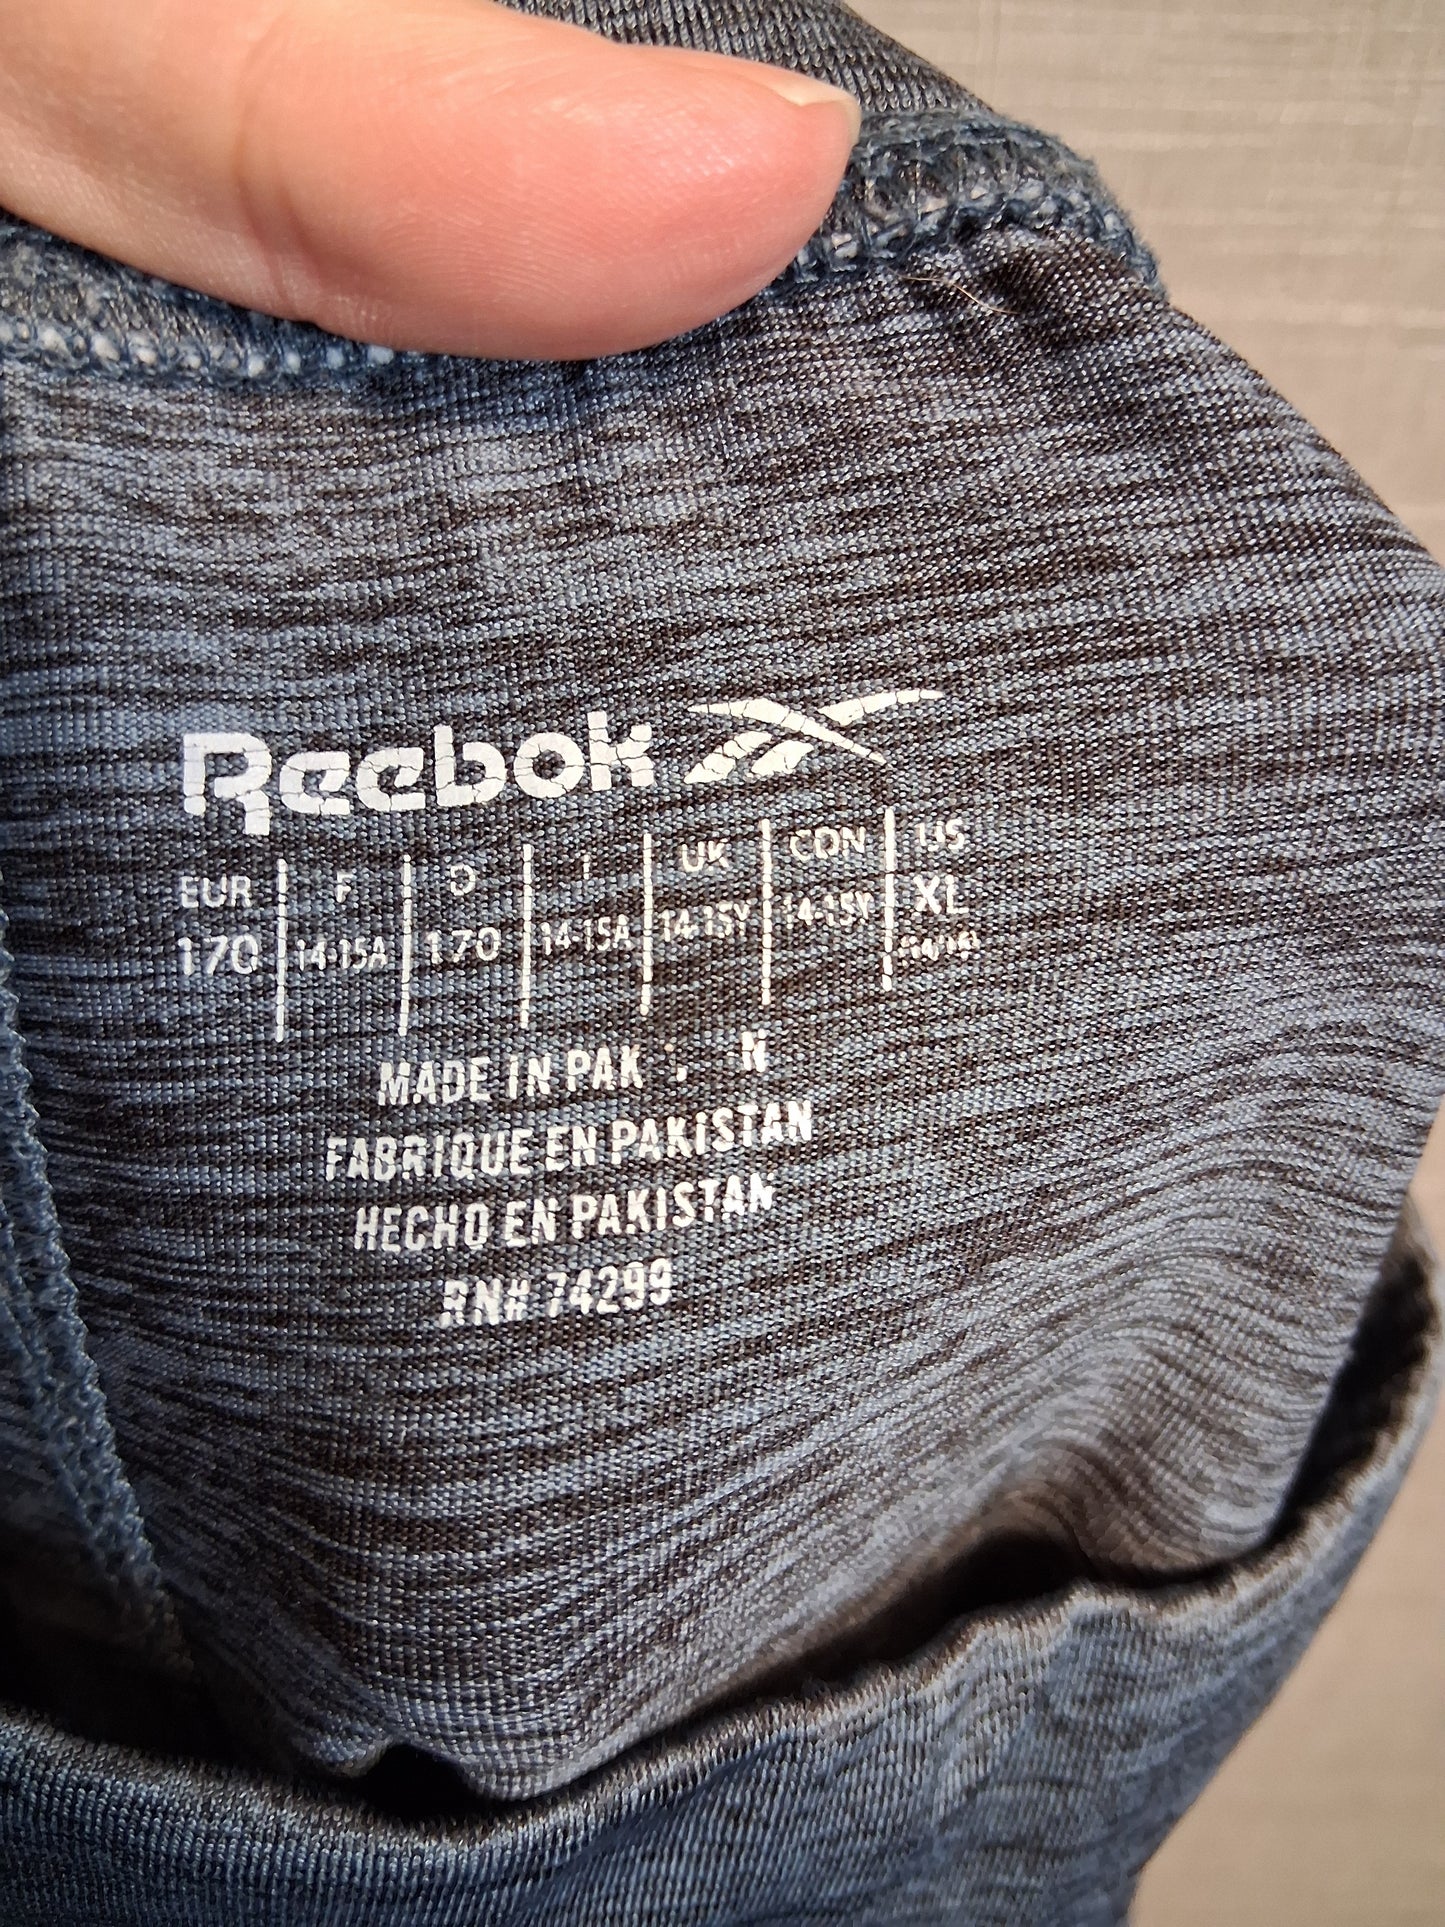 Reebok
EUR F D I UK CDN US
170 14-15A 170 14-15A 14-15Y 14-15Y XL
MADE IN PAK N
FABRIQUE EN PAKISTAN
HECHO EN PAKISTAN
RN# 74299